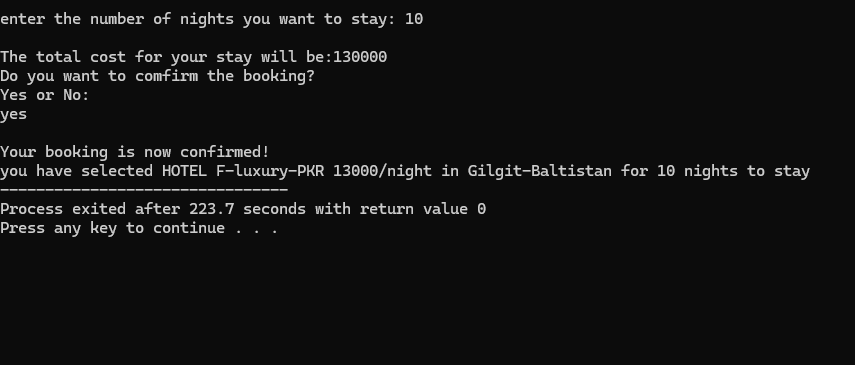 enter the number of nights you want to stay: 10
The total cost for your stay will be:130000
Do you want to comfirm the booking?
Yes or No:
yes
Your booking is now confirmed!
you have selected HOTEL F-luxury-PKR 13000/night in Gilgit-Baltistan for 10 nights to stay
--------------------------------
Process exited after 223.7 seconds with return value 0
Press any key to continue . . .